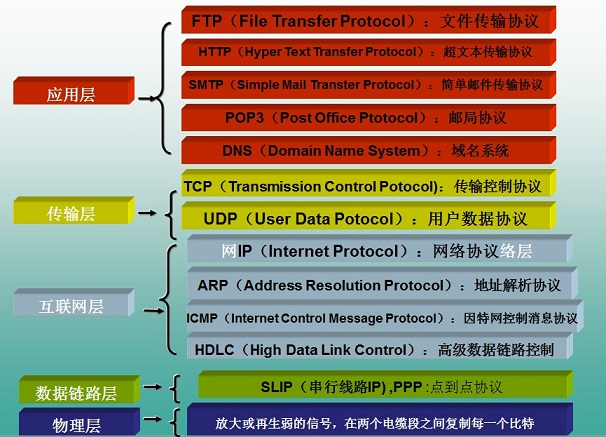 FTP（File Transfer Protocol）：文件传输协议
HTTP（Hyper Text Transfer Protocol）：超文本传输协议
应用层
SMTP（Simple Mail Transter Protocol）：简单邮件传输协议
POP3（Post Office Ptotocol）：邮局协议
DNS（Domain Name System）：域名系统
TCP（Transmission Control Potocol)：传输控制协议
传输层
UDP（User Data Potocol）：用户数据协议
网IP（Internet Protocol）：网络协议络层
ARP（Address Resolution Protocol）：地址解析协议
互联网层
ICMP（Internet Control Message Protocol）：因特网控制消息协议
HDLC（High Data Link Control）：高级数据链路控制
数据链路层
SLIP（串行线路IP) ,PPP :点到点协议
物理层
放大或再生弱的信号，在两个电缆段之间复制每一个比特